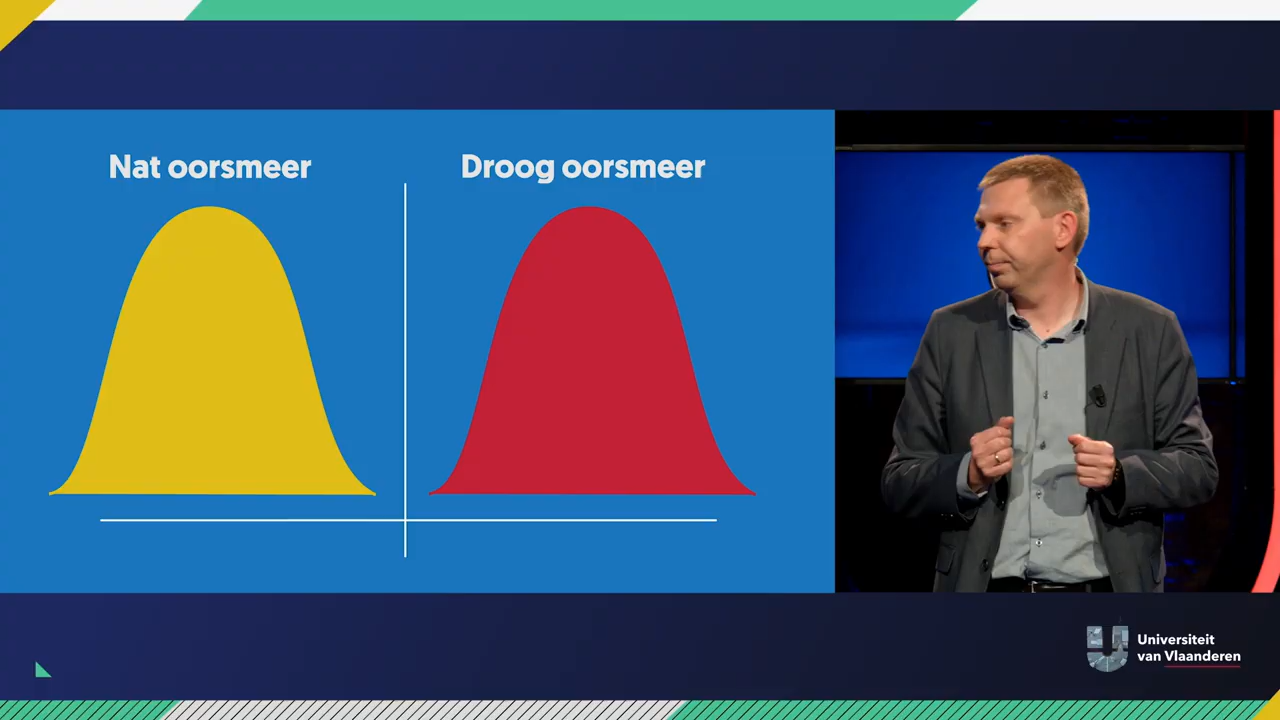 Nat oorsmeer
Droog oorsmeer
Universiteit
van Vlaanderen